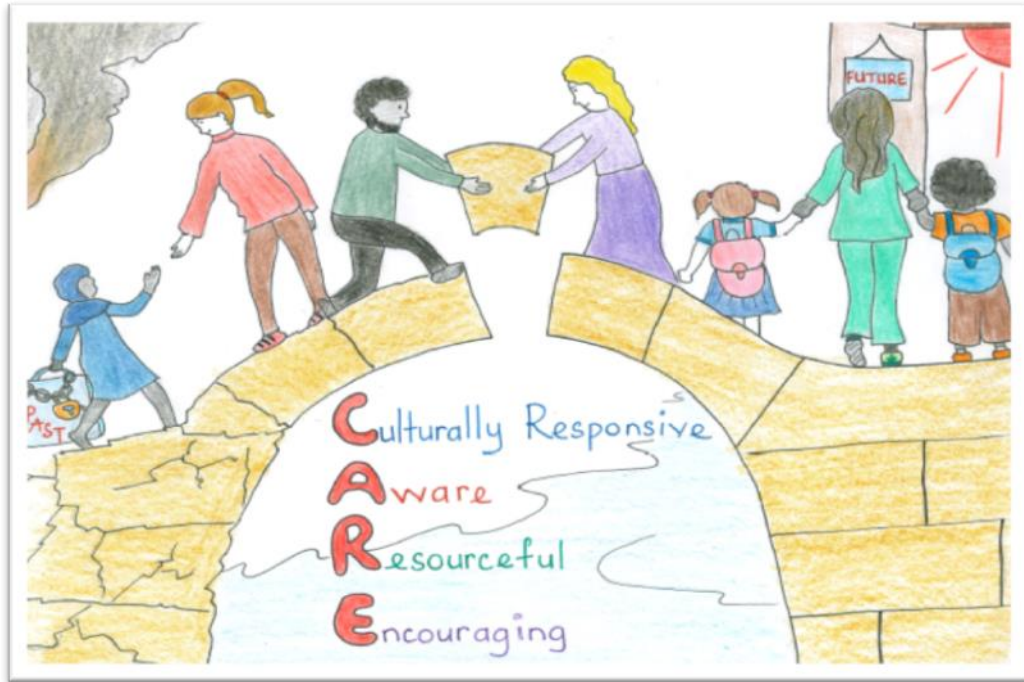 FUTURE
PAST
Culturally Responsive
Aware
Resourceful
Encouraging